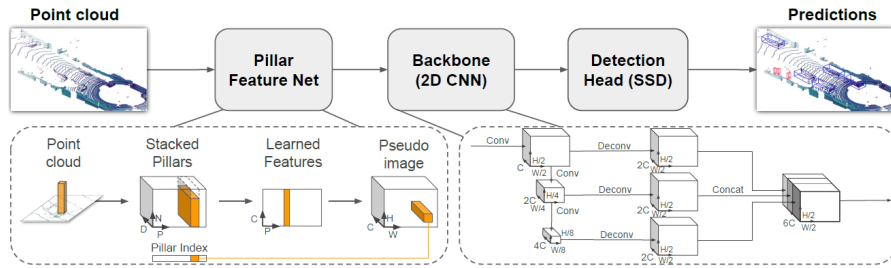 Point cloud
Predictions
Pillar
Feature Net
Backbone
(2D CNN)
Detection
Head (SSD)
Point
cloud
Stacked
Pillars
Learned
Features
Pseudo
image
N
D
P
C
P
H
C
W
Pillar Index
Conv
C
H/2
W/2
Conv
2C
H/4
W/4
Conv
4C
H/8
W/8
Deconv
2C
H/2
W/2
Deconv
2C
H/2
W/2
Deconv
2C
H/2
W/2
Concat
6C
H/2
W/2